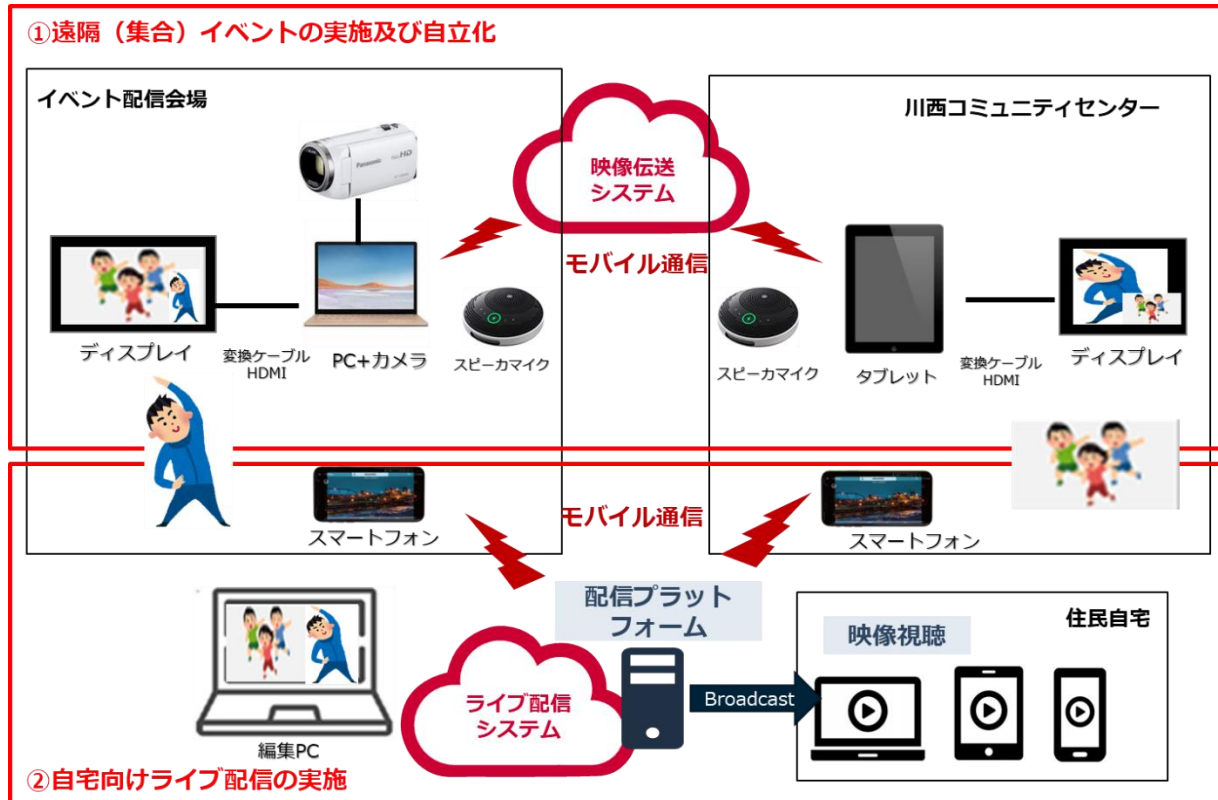 ①遠隔（集合）イベントの実施及び自立化
イベント配信会場
川西コミュニティセンター
Panasonic
HD
映像伝送
システム
モバイル通信
ディスプレイ
変換ケーブル
HDMI
PC+カメラ
スピーカマイク
スピーカマイク
タブレット
変換ケーブル
HDMI
ディスプレイ
スマートフォン
モバイル通信
スマートフォン
配信プラット
フォーム
住民自宅
映像視聴
ライブ配信
システム
Broadcast
編集PC
②自宅向けライブ配信の実施